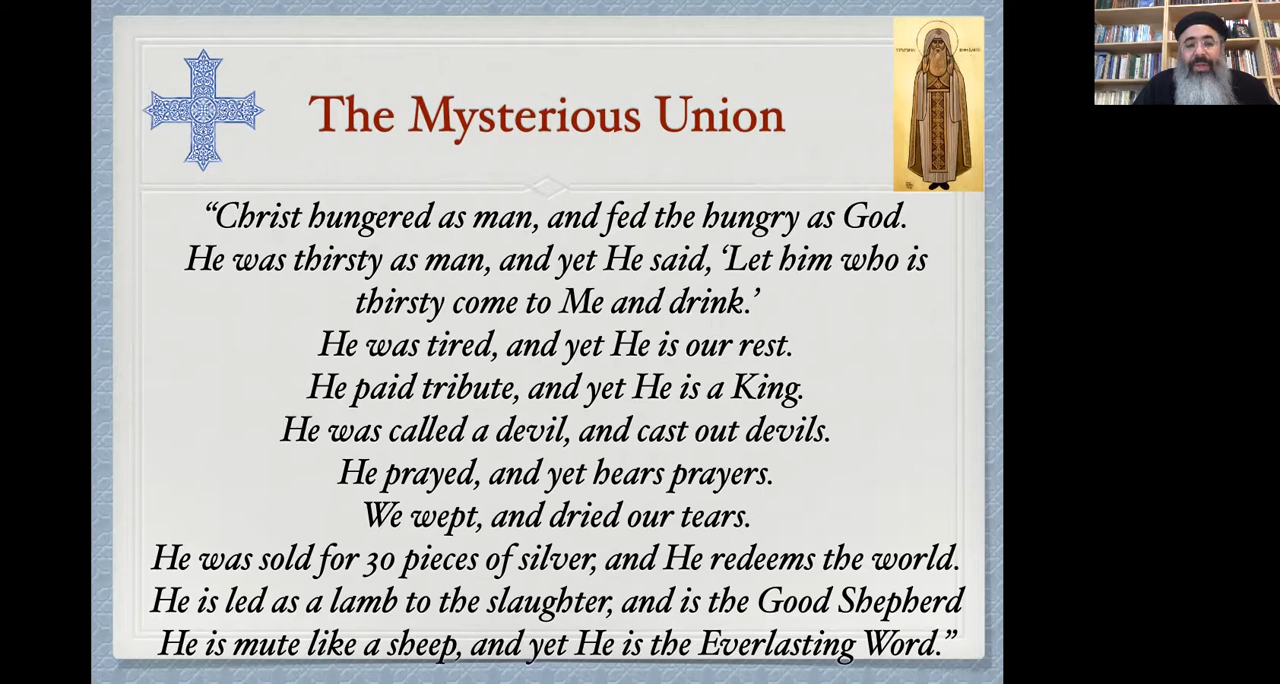 The Mysterious Union
“Christ hungered as man, and fed the hungry as God.
He was thirsty as man, and yet He said, ‘Let him who is
thirsty come to Me and drink.’
He was tired, and yet He is our rest.
He paid tribute, and yet He is a King.
He was called a devil, and cast out devils.
He prayed, and yet hears prayers.
We wept, and dried our tears.
He was sold for 30 pieces of silver, and He redeems the world.
He is led as a lamb to the slaughter, and is the Good Shepherd
He is mute like a sheep, and yet He is the Everlasting Word.”